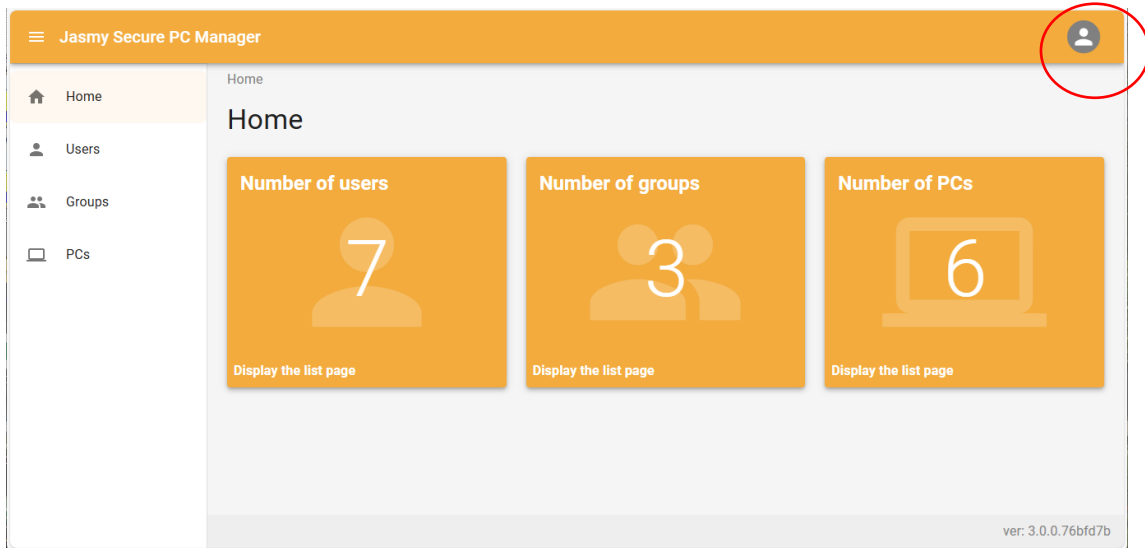 Jasmy Secure PC Manager
Home
Users
Groups
PCs
Home
Home
Number of users
7
Display the list page
Number of groups
3
Display the list page
Number of PCs
6
Display the list page
ver: 3.0.0.76bfd7b